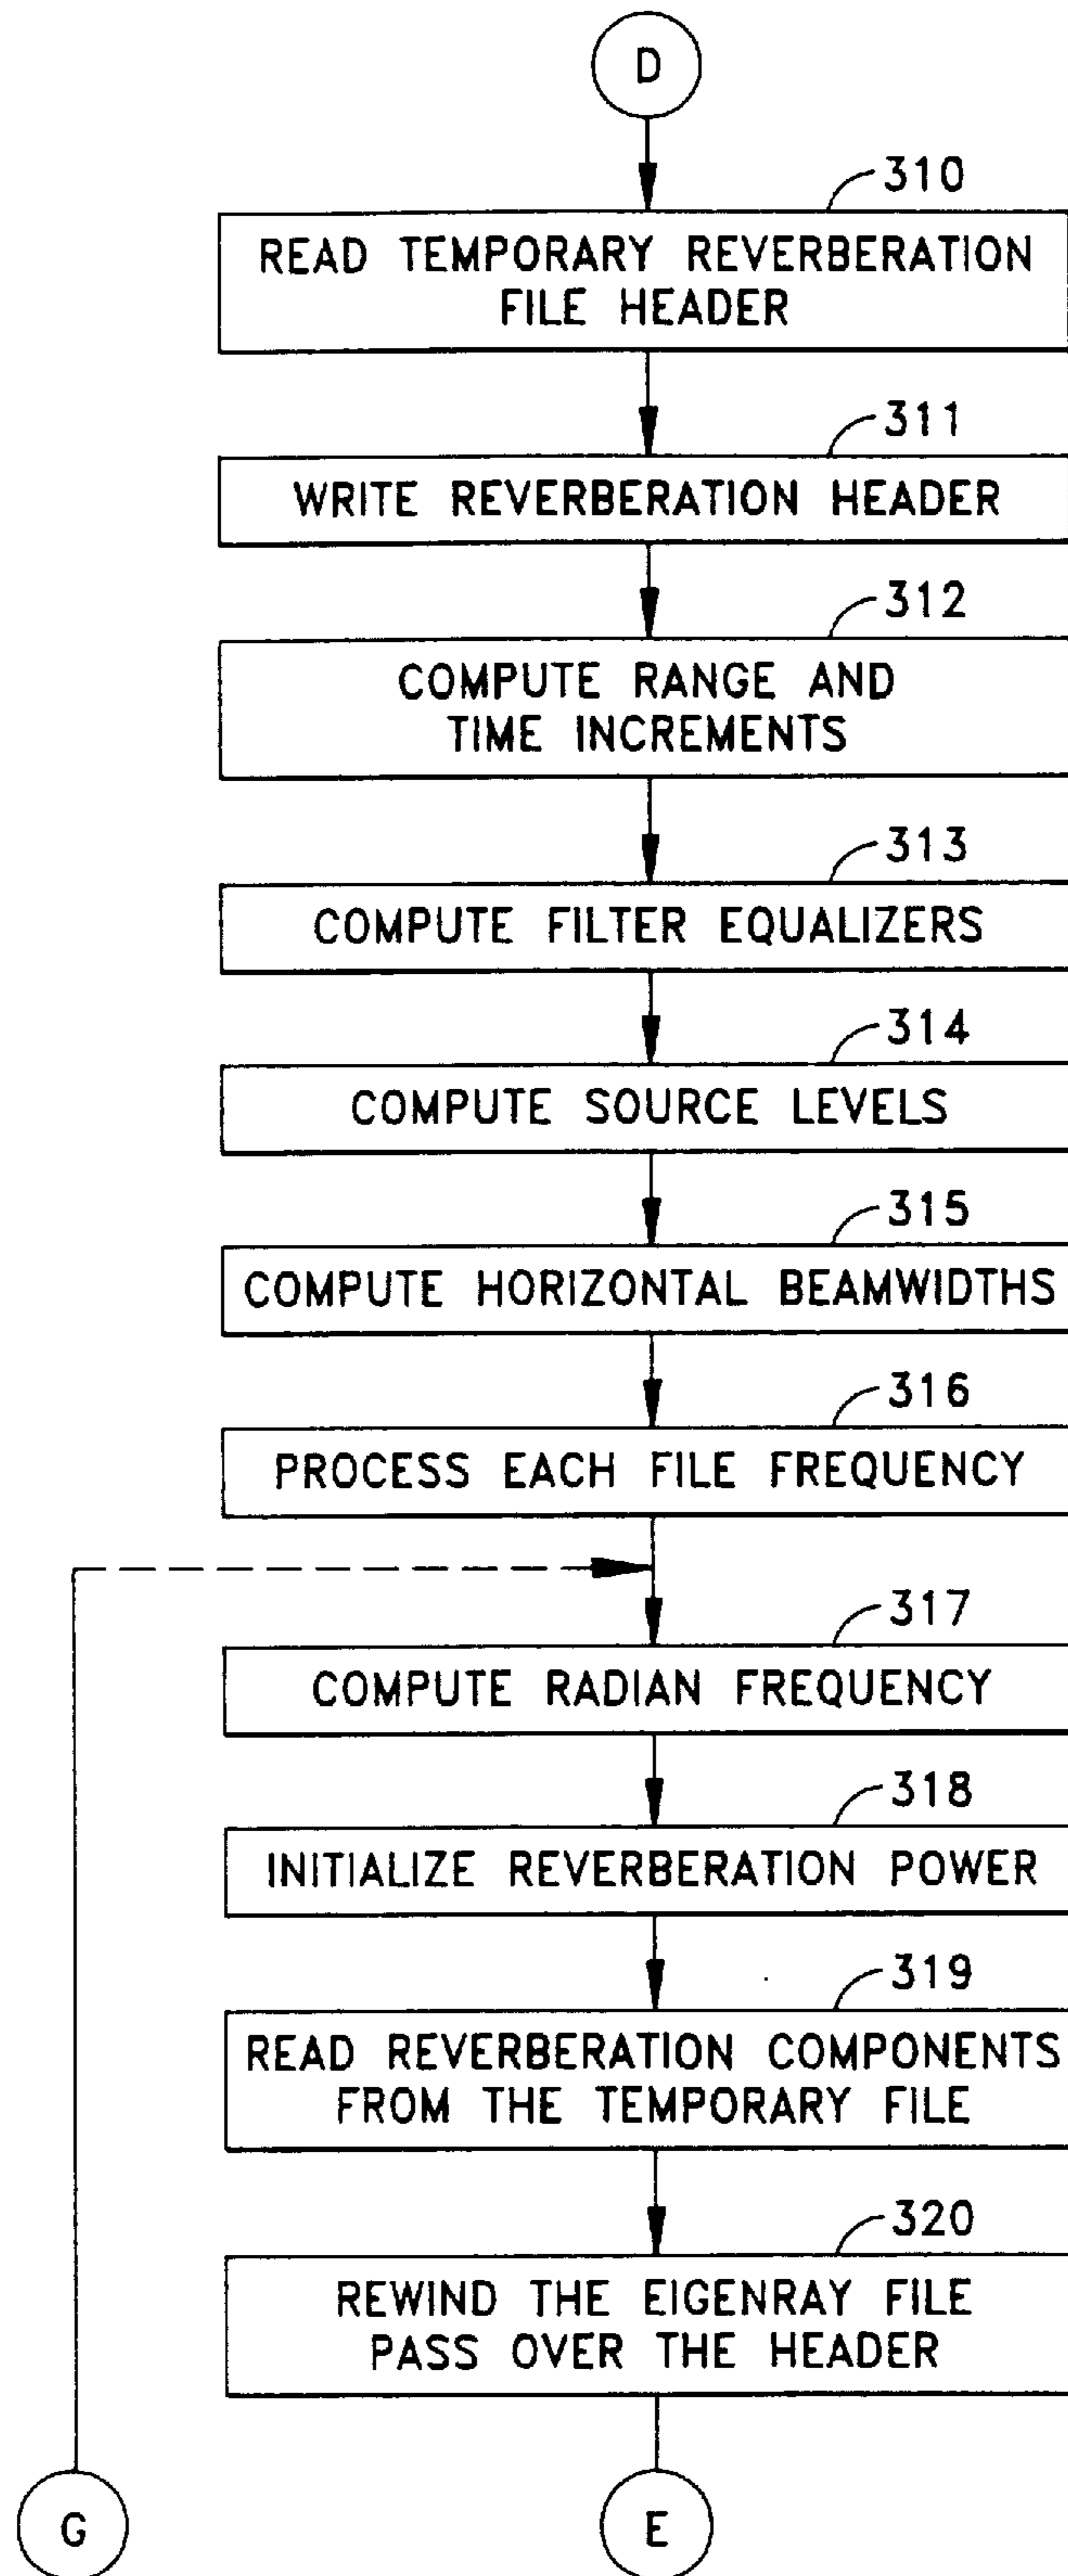 D
310
READ TEMPORARY REVERBERATION
FILE HEADER
311
WRITE REVERBERATION HEADER
312
COMPUTE RANGE AND
TIME INCREMENTS
313
COMPUTE FILTER EQUALIZERS
314
COMPUTE SOURCE LEVELS
315
COMPUTE HORIZONTAL BEAMWIDTHS
316
PROCESS EACH FILE FREQUENCY
317
COMPUTE RADIAN FREQUENCY
318
INITIALIZE REVERBERATION POWER
319
READ REVERBERATION COMPONENTS
FROM THE TEMPORARY FILE
320
REWIND THE EIGENRAY FILE
PASS OVER THE HEADER
G
E